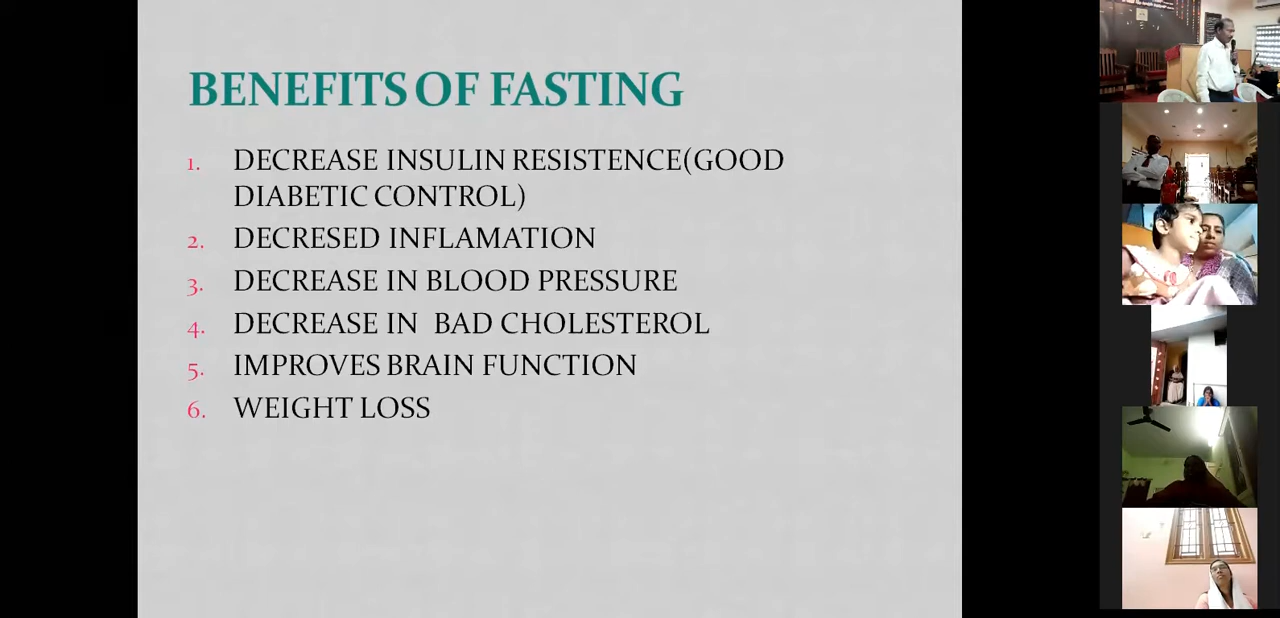 BENEFITS OF FASTING
1. DECREASE INSULIN RESISTENCE(GOOD
DIABETIC CONTROL)
2. DECRESED INFLAMATION
3. DECREASE IN BLOOD PRESSURE
4. DECREASE IN BAD CHOLESTEROL
5. IMPROVES BRAIN FUNCTION
6. WEIGHT LOSS